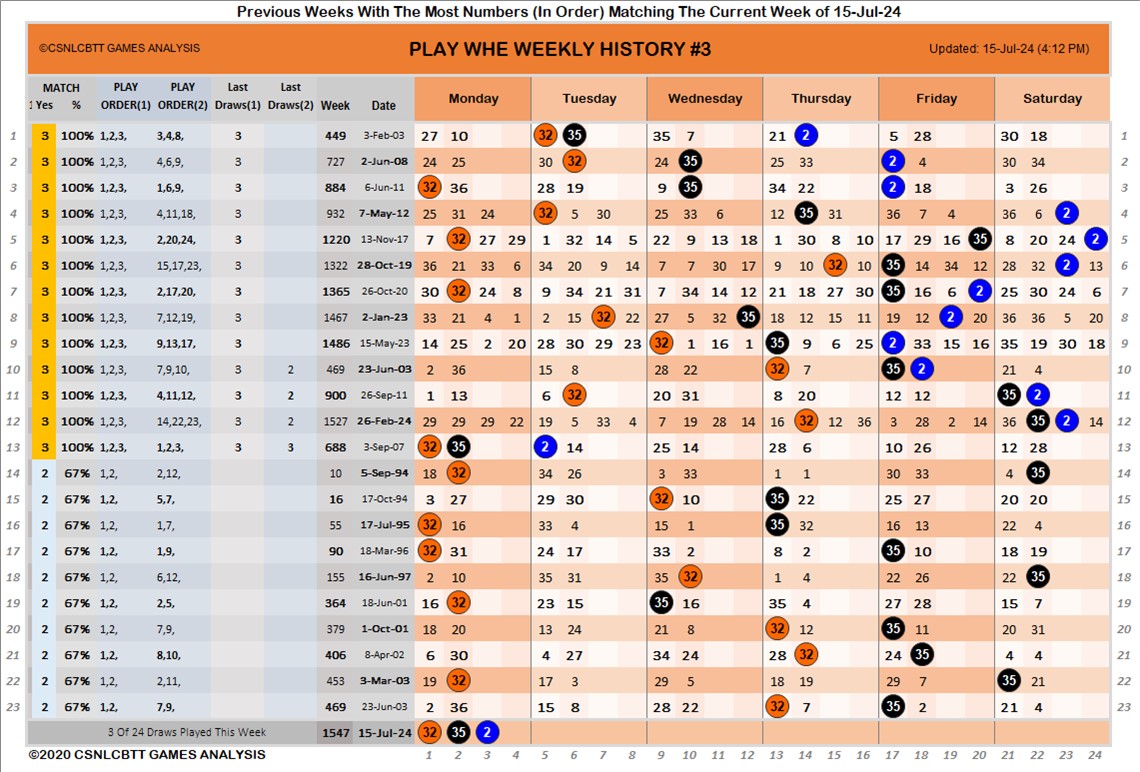 Previous Weeks With The Most Numbers (In Order) Matching The Current Week of 15-Jul-24
©CSNLCBTT GAMES ANALYSIS PLAY WHE WEEKLY HISTORY #3 Updated: 15-Jul-24 (4:12 PM)
MATCH PLAY PLAY Last Last
1 Yes % ORDER(1) ORDER(2) Draws(1) Draws(2) Week Date Monday Tuesday Wednesday Thursday Friday Saturday
1 3 100% 1,2,3, 3,4,8, 3 449 3-Feb-03 27 10 32 35 35 7 21 2 5 28 30 18 1
2 3 100% 1,2,3, 4,6,9, 3 727 2-Jun-08 24 25 30 32 24 35 25 33 2 4 30 34 2
3 3 100% 1,2,3, 1,6,9, 3 884 6-Jun-11 32 36 28 19 9 35 34 22 2 18 3 26 3
4 3 100% 1,2,3, 4,11,18, 3 932 7-May-12 25 31 24 32 5 30 25 33 6 12 35 31 36 7 4 36 6 2 4
5 3 100% 1,2,3, 2,20,24, 3 1220 13-Nov-17 7 32 27 29 1 32 14 5 22 9 13 18 1 30 8 10 17 29 16 35 8 20 24 2 5
6 3 100% 1,2,3, 15,17,23, 3 1322 28-Oct-19 36 21 33 6 34 20 9 14 7 7 30 17 9 10 32 10 35 14 34 12 28 32 2 13 6
7 3 100% 1,2,3, 2,17,20, 3 1365 26-Oct-20 30 32 24 8 9 34 21 31 7 34 14 12 21 18 27 30 35 16 6 2 25 30 24 6 7
8 3 100% 1,2,3, 7,12,19, 3 1467 2-Jan-23 33 21 4 1 2 15 32 22 27 5 32 35 18 12 15 11 19 12 2 20 36 36 5 20 8
9 3 100% 1,2,3, 9,13,17, 3 1486 15-May-23 14 25 2 20 28 30 29 23 32 1 16 1 35 9 6 25 2 33 15 16 35 19 30 18 9
10 3 100% 1,2,3, 7,9,10, 3 2 469 23-Jun-03 2 36 15 8 28 22 32 7 35 2 21 4 10
11 3 100% 1,2,3, 4,11,12, 3 2 900 26-Sep-11 1 13 6 32 20 31 8 20 12 12 35 2 11
12 3 100% 1,2,3, 14,22,23, 3 2 1527 26-Feb-24 29 29 29 22 19 5 33 4 7 19 28 14 16 32 12 36 3 28 2 14 36 35 2 14 12
13 3 100% 1,2,3, 1,2,3, 3 3 688 3-Sep-07 32 35 2 14 25 14 28 6 10 26 12 28 13
14 2 67% 1,2, 2,12, 10 5-Sep-94 18 32 34 26 3 33 1 1 30 33 4 35 14
15 2 67% 1,2, 5,7, 16 17-Oct-94 3 27 29 30 32 10 35 22 25 27 20 20 15
16 2 67% 1,2, 1,7, 55 17-Jul-95 32 16 33 4 15 1 35 32 16 13 22 4 16
17 2 67% 1,2, 1,9, 90 18-Mar-96 32 31 24 17 33 2 8 2 35 10 18 19 17
18 2 67% 1,2, 6,12, 155 16-Jun-97 2 10 35 31 35 32 1 4 22 26 22 35 18
19 2 67% 1,2, 2,5, 364 18-Jun-01 16 32 23 15 35 16 35 4 27 28 15 7 19
20 2 67% 1,2, 7,9, 379 1-Oct-01 18 20 13 24 21 8 32 12 35 11 20 31 20
21 2 67% 1,2, 8,10, 406 8-Apr-02 6 30 4 27 34 24 28 32 24 35 4 4 21
22 2 67% 1,2, 2,11, 453 3-Mar-03 19 32 17 3 29 5 18 19 29 7 35 21 22
23 2 67% 1,2, 7,9, 469 23-Jun-03 2 36 15 8 28 22 32 7 35 2 21 4 23
3 Of 24 Draws Played This Week 1547 15-Jul-24 32 35 2
©2020 CSNLCBTT GAMES ANALYSIS 1 2 3 4 5 6 7 8 9 10 11 12 13 14 15 16 17 18 19 20 21 22 23 24